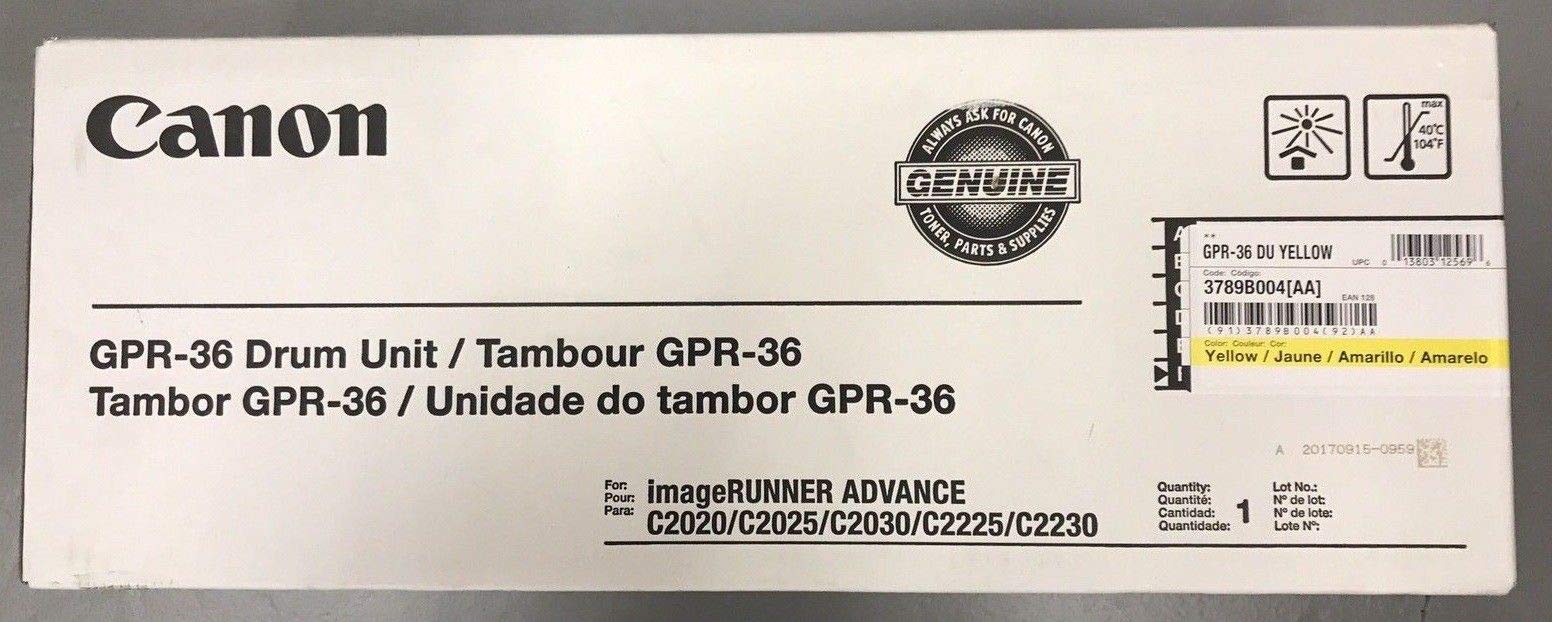 Canon
ALWAYS ASK FOR CANON
GENUINE
TONER, PARTS & SUPPLIES
max
40°C
104°F
**
GPR-36 DU YELLOW
UPC 0 13803 12569 6
Code: Código:
3789B004[AA]
EAN 128
(91)3789B004(92)AA
Color: Couleur: Cor:
Yellow / Jaune / Amarillo / Amarelo
GPR-36 Drum Unit / Tambour GPR-36
Tambor GPR-36 / Unidade do tambor GPR-36
A 20170915-0959
For:
Pour:
Para:
imageRUNNER ADVANCE
C2020/C2025/C2030/C2225/C2230
Quantity:
Quantité:
Cantidad:
Quantidade:
1
Lot No.:
Nº de lot:
Nº de lote:
Lote Nº: